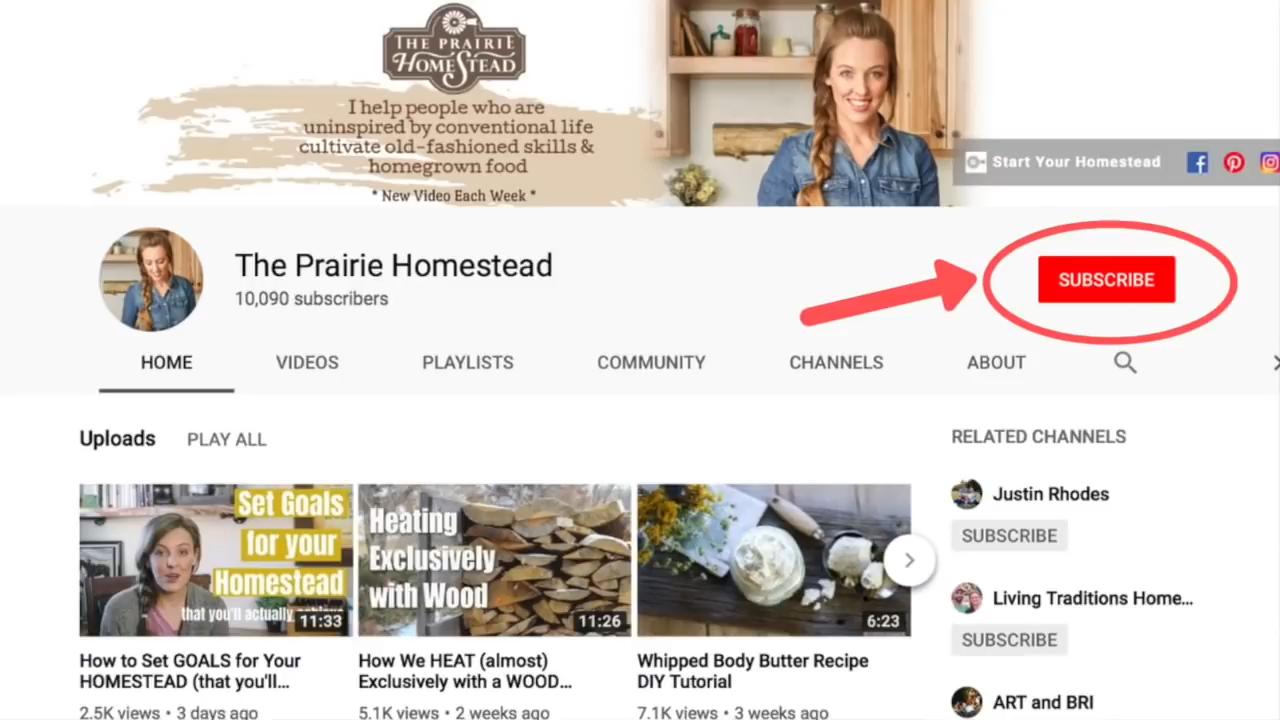 THE PRAIRIE
HOMESTEAD
I help people who are
uninspired by conventional life
cultivate old-fashioned skills &
homegrown food
* New Video Each Week *
Start Your Homestead
The Prairie Homestead
10,090 subscribers
SUBSCRIBE
HOME VIDEOS PLAYLISTS COMMUNITY CHANNELS ABOUT
Uploads PLAY ALL
Set Goals
for your
Homestead
that you'll actually achieve
11:33
Heating
Exclusively
with Wood
11:26
6:23
How to Set GOALS for Your
HOMESTEAD (that you'll...
2.5K views • 3 days ago
How We HEAT (almost)
Exclusively with a WOOD...
5.1K views • 2 weeks ago
Whipped Body Butter Recipe
DIY Tutorial
7.1K views • 3 weeks ago
RELATED CHANNELS
Justin Rhodes
SUBSCRIBE
Living Traditions Home...
SUBSCRIBE
ART and BRI